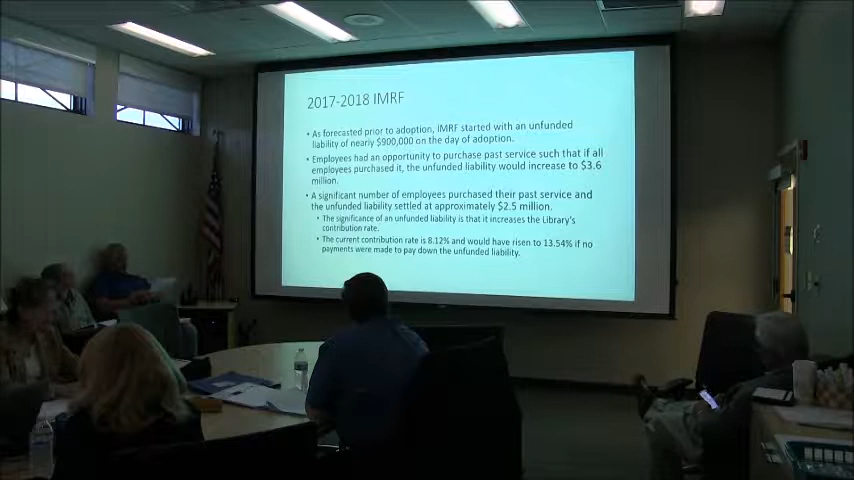 2017-2018 IMRF
• As forecasted prior to adoption, IMRF started with an unfunded
liability of nearly $900,000 on the day of adoption.
• Employees had an opportunity to purchase past service such that if all
employees purchased it, the unfunded liability would increase to $3.6
million.
• A significant number of employees purchased their past service and
the unfunded liability settled at approximately $2.5 million.
• The significance of an unfunded liability is that it increases the Library's
contribution rate.
• The current contribution rate is 8.12% and would have risen to 13.54% if no
payments were made to pay down the unfunded liability.